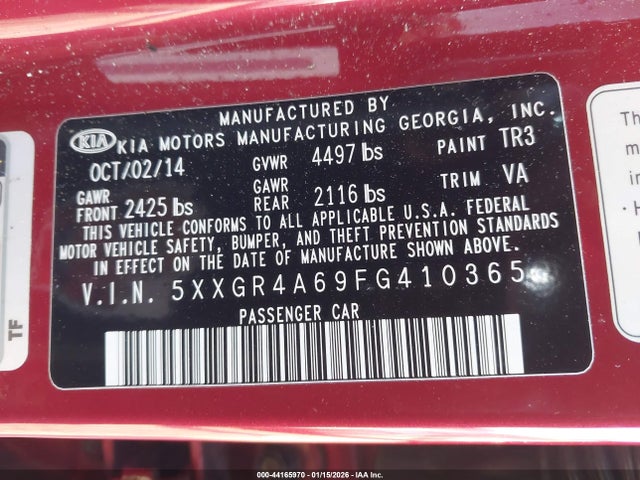 MANUFACTURED BY
KIA KIA MOTORS MANUFACTURING GEORGIA, INC.
OCT/02/14 GVWR 4497 lbs PAINT TR3
GAWR FRONT 2425 lbs GAWR REAR 2116 lbs TRIM VA
THIS VEHICLE CONFORMS TO ALL APPLICABLE U.S.A. FEDERAL
MOTOR VEHICLE SAFETY, BUMPER, AND THEFT PREVENTION STANDARDS
IN EFFECT ON THE DATE OF MANUFACTURE SHOWN ABOVE.
V.I.N. 5XXGR4A69FG410365
PASSENGER CAR
TF
Th
m
in
· H
000-44165970 - 01/15/2026 - IAA Inc.